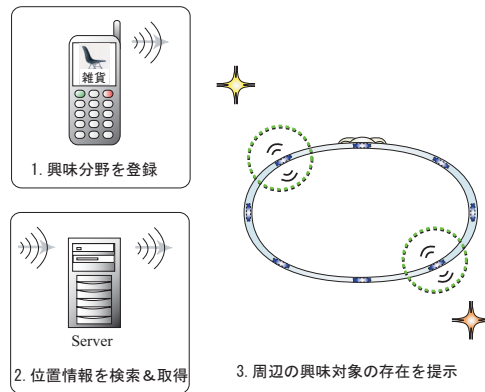 雑貨
1. 興味分野を登録
Server
2. 位置情報を検索&取得
3. 周辺の興味対象の存在を提示